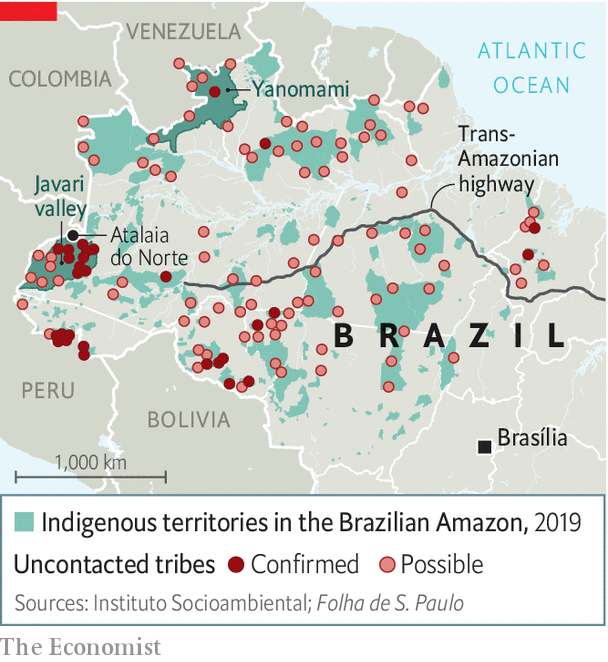 VENEZUELA
COLOMBIA
ATLANTIC
OCEAN
Yanomami
Trans-
Amazonian
highway
Javari
valley
Atalaia
do Norte
BRAZIL
PERU
BOLIVIA
Brasília
1,000 km
Indigenous territories in the Brazilian Amazon, 2019
Uncontacted tribes Confirmed Possible
Sources: Instituto Socioambiental; Folha de S. Paulo
The Economist